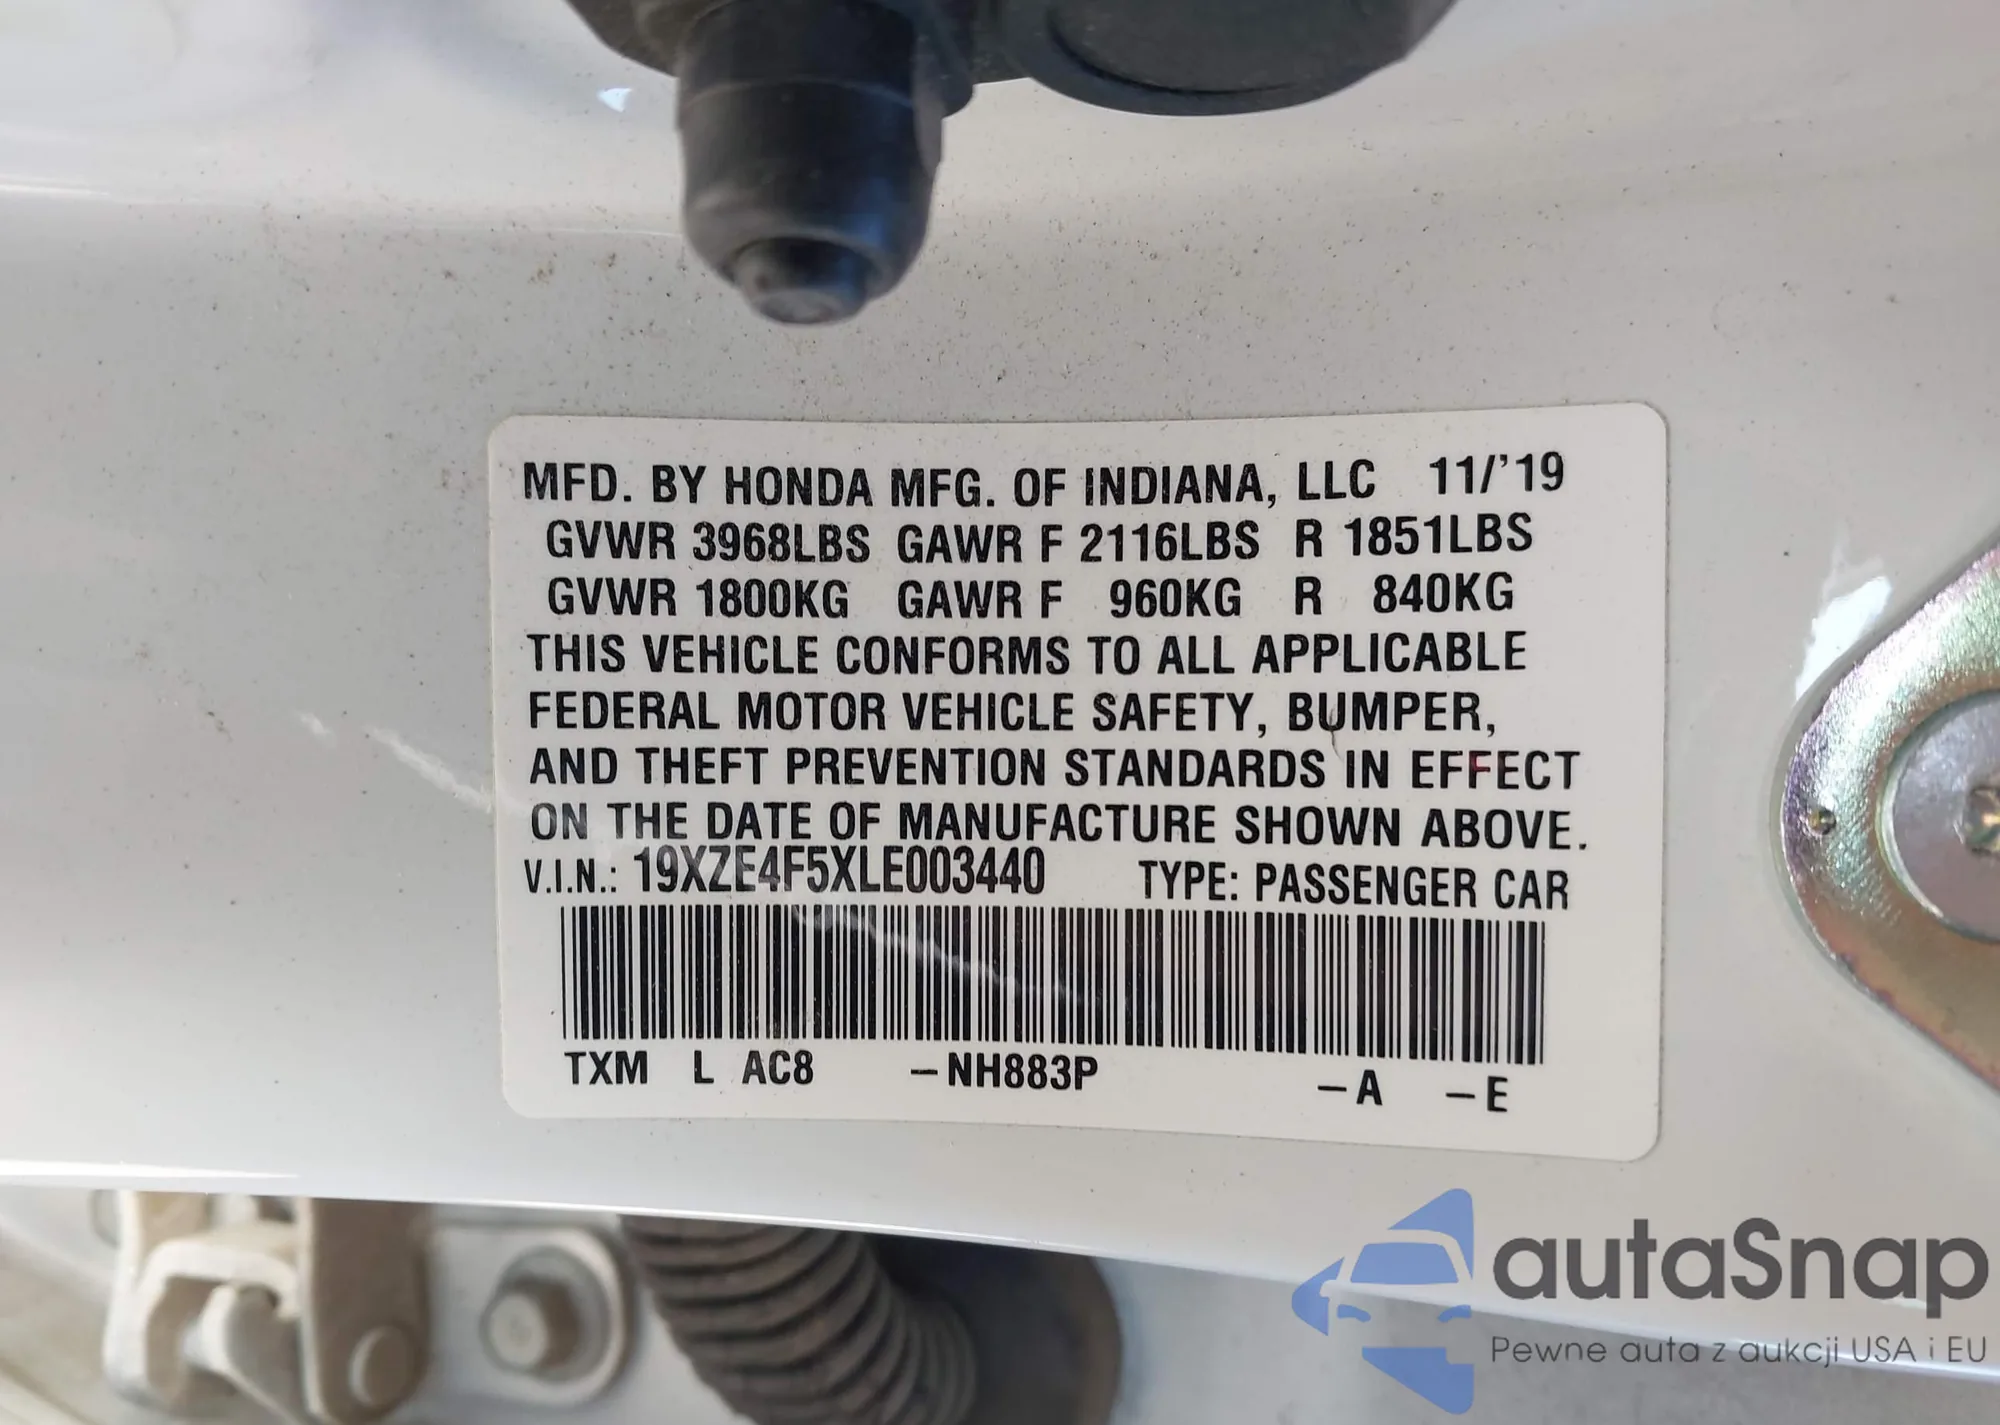 MFD. BY HONDA MFG. OF INDIANA, LLC 11/'19
GVWR 3968LBS GAWR F 2116LBS R 1851LBS
GVWR 1800KG GAWR F 960KG R 840KG
THIS VEHICLE CONFORMS TO ALL APPLICABLE
FEDERAL MOTOR VEHICLE SAFETY, BUMPER,
AND THEFT PREVENTION STANDARDS IN EFFECT
ON THE DATE OF MANUFACTURE SHOWN ABOVE.
V.I.N.: 19XZE4F5XLE003440 TYPE: PASSENGER CAR
TXM L AC8 –NH883P –A –E
autaSnap
Pewne auta z aukcji USA i EU